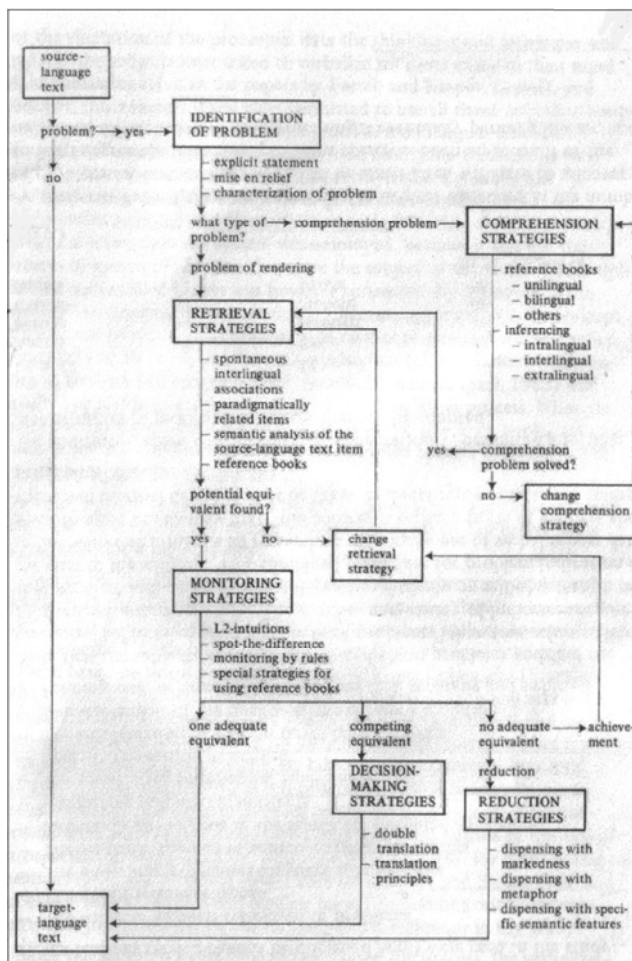 source-
language
text
problem? yes
no
IDENTIFICATION
OF PROBLEM
explicit statement
mise en relief
characterization of problem
what type of
problem?
comprehension problem
COMPREHENSION
STRATEGIES
reference books
unilingual
bilingual
others
inferencing
intralingual
interlingual
extralingual
problem of rendering
RETRIEVAL
STRATEGIES
spontaneous
interlingual
associations
paradigmatically
related items
semantic analysis of the
source-language text item
reference books
yes
comprehension
problem solved?
no
change
comprehension
strategy
potential equi-
valent found?
yes no
change
retrieval
strategy
MONITORING
STRATEGIES
L2-intuitions
spot-the-difference
monitoring by rules
special strategies for
using reference books
one adequate
equivalent
competing
equivalent
no adequate
equivalent
achieve-
ment
reduction
DECISION-
MAKING
STRATEGIES
double
translation
translation
principles
REDUCTION
STRATEGIES
dispensing with
markedness
dispensing with
metaphor
dispensing with speci-
fic semantic features
target-
language
text